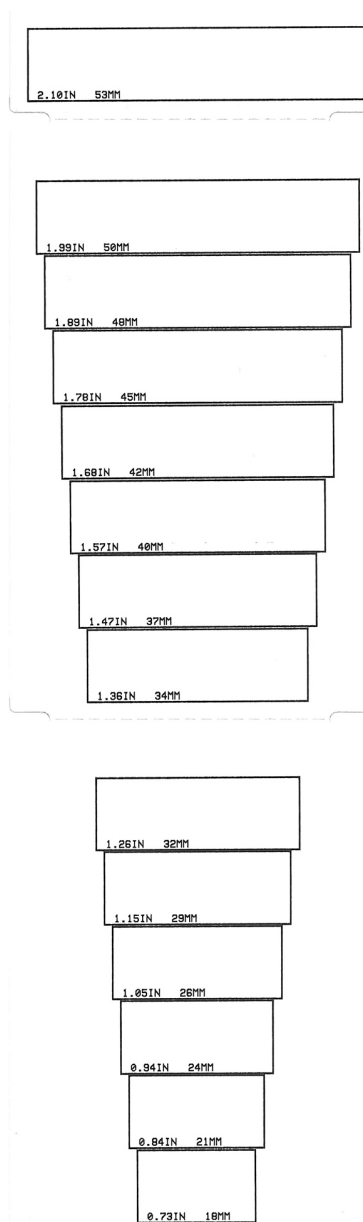 2.10IN 53MM
1.99IN 50MM
1.89IN 48MM
1.78IN 45MM
1.68IN 42MM
1.57IN 40MM
1.47IN 37MM
1.36IN 34MM
1.26IN 32MM
1.15IN 29MM
1.05IN 26MM
0.94IN 24MM
0.84IN 21MM
0.73IN 18MM